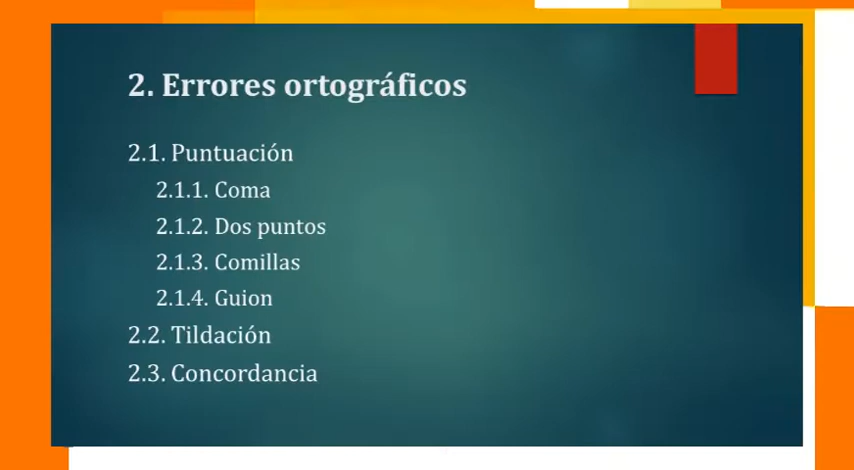 2. Errores ortográficos
2.1. Puntuación
2.1.1. Coma
2.1.2. Dos puntos
2.1.3. Comillas
2.1.4. Guion
2.2. Tildación
2.3. Concordancia